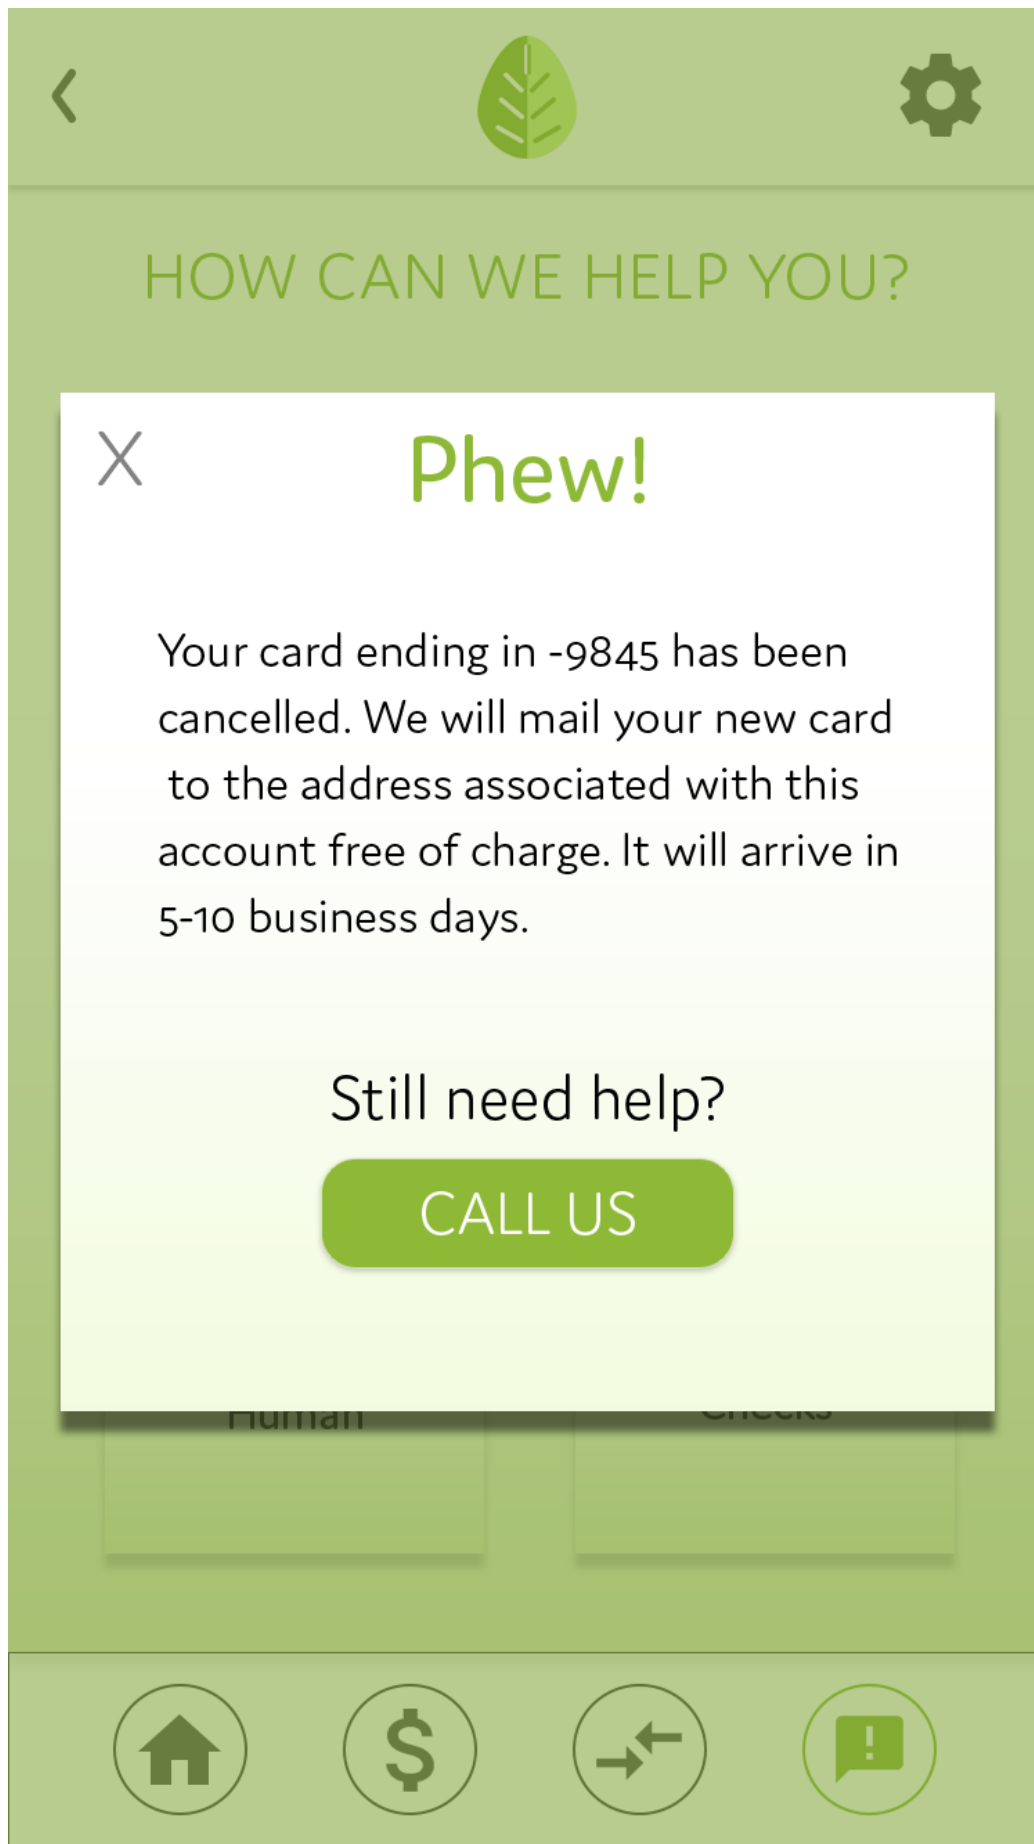 HOW CAN WE HELP YOU?
X
Phew!
Your card ending in -9845 has been
cancelled. We will mail your new card
to the address associated with this
account free of charge. It will arrive in
5-10 business days.
Still need help?
CALL US
Human
Checks